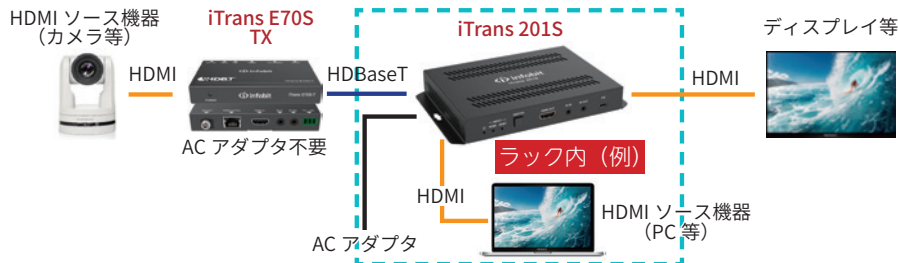 HDMI ソース機器
（カメラ等）
iTrans E70S
TX
iTrans 201S
ディスプレイ等
HDMI
HDBaseT
HDMI
infobit
infobit
AC アダプタ不要
ラック内（例）
HDMI
HDMI ソース機器
（PC 等）
AC アダプタ